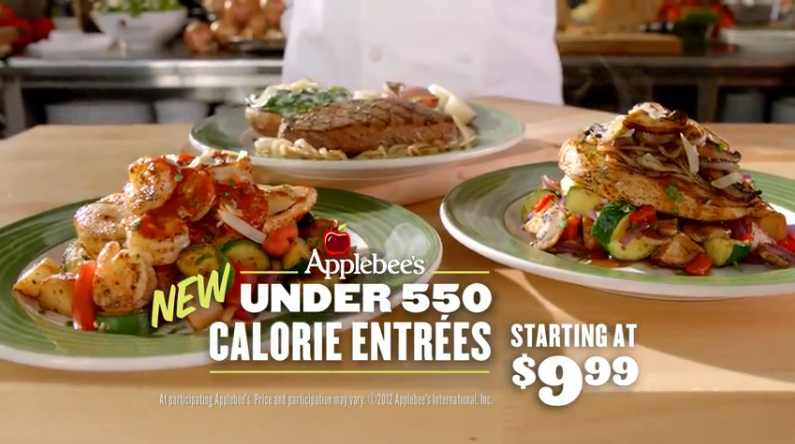 Applebee's
NEW UNDER 550
CALORIE ENTRÉES
STARTING AT
$9.99
At participating Applebee's. Price and participation may vary. ©2012 Applebee's International, Inc.